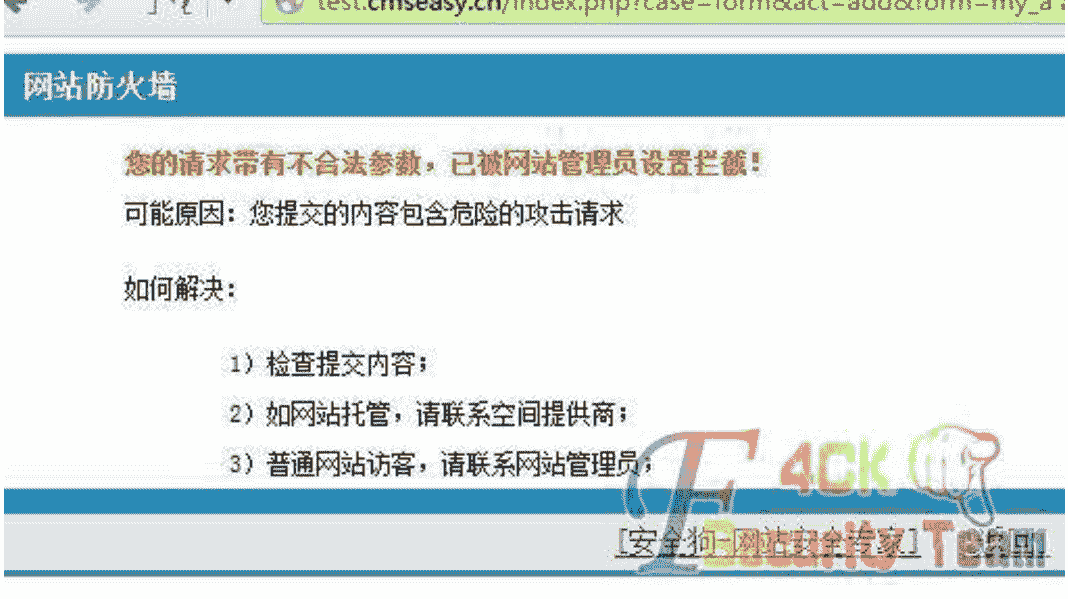 test.cmseasy.cn/index.php?case=form&act=add&form=my_a
网站防火墙
您的请求带有不合法参数，已被网站管理员设置拦截！
可能原因：您提交的内容包含危险的攻击请求
如何解决：
1）检查提交内容；
2）如网站托管，请联系空间提供商；
3）普通网站访客，请联系网站管理员；
F4CK
[安全狗-网站安全专家]
Security Team